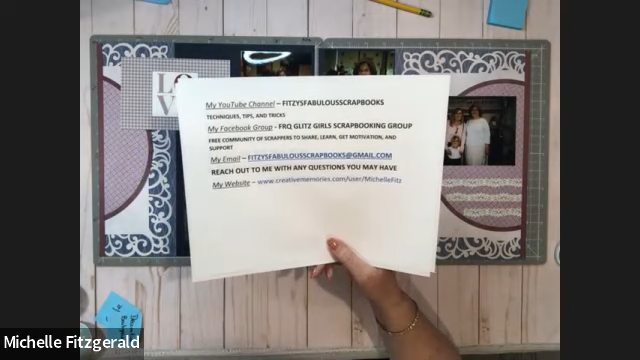 My YouTube Channel – FITZYSFABULOUSSCRAPBOOKS
TECHNIQUES, TIPS, AND TRICKS
My Facebook Group - FRQ GLITZ GIRLS SCRAPBOOKING GROUP
FREE COMMUNITY OF SCRAPPERS TO SHARE, LEARN, GET MOTIVATION, AND
SUPPORT
My Email – FITZYSFABULOUSSCRAPBOOKS@GMAIL.COM
REACH OUT TO ME WITH ANY QUESTIONS YOU MAY HAVE
My Website – www.creativememories.com/user/MichelleFitz
LO
V
Michelle Fitzgerald